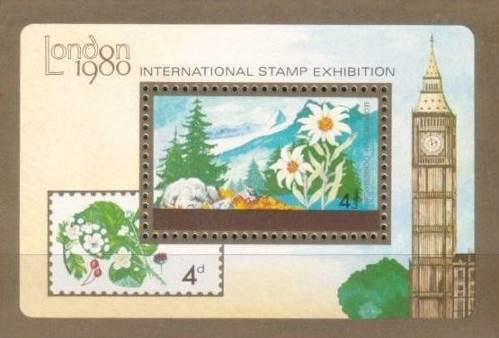 London
1980
INTERNATIONAL STAMP EXHIBITION
4
4d